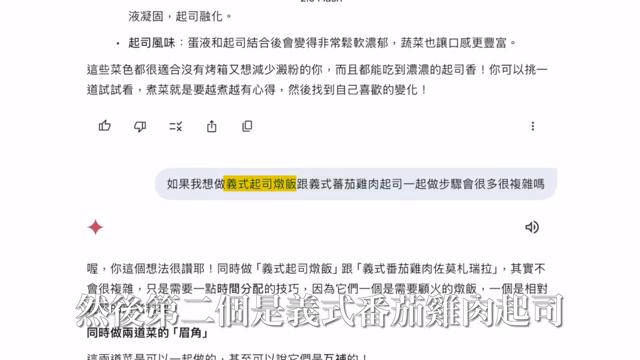 液凝固，起司融化。
• 起司風味：蛋液和起司結合後會變得非常鬆軟濃郁，蔬菜也讓口感更豐富。
這些菜色都很適合沒有烤箱又想減少澱粉的你，而且都能吃到濃濃的起司香！你可以挑一
道試試看，煮菜就是要越煮越有心得，然後找到自己喜歡的變化！
如果我想做義式起司燉飯跟義式蕃茄雞肉起司一起做步驟會很多很複雜嗎
喔，你這個想法很讚耶！同時做「義式起司燉飯」跟「義式番茄雞肉佐莫札瑞拉」，其實不
會很複雜，只是需要一點時間分配的技巧，因為它們一個是需要顧火的燉飯，一個是相對
然後第二個是義式番茄雞肉起司
同時做兩道菜的「眉角」
這兩道菜是可以一起做的，甚至可以說它們是互補的！